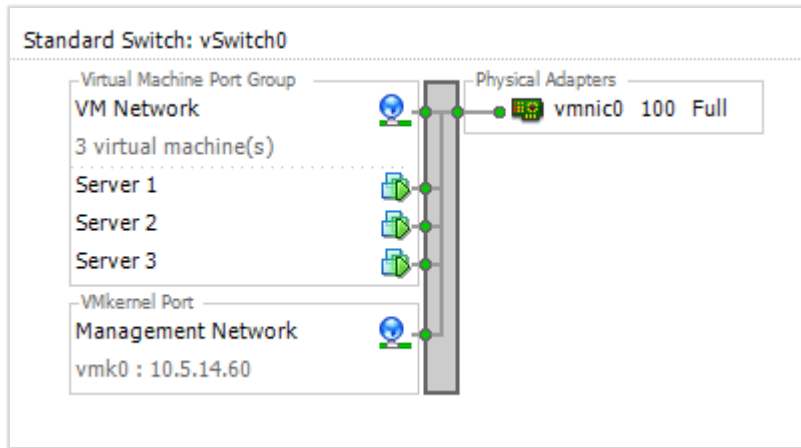 Standard Switch: vSwitch0
Virtual Machine Port Group
VM Network
3 virtual machine(s)
Server 1
Server 2
Server 3
VMkernel Port
Management Network
vmk0 : 10.5.14.60
Physical Adapters
vmnic0 100 Full